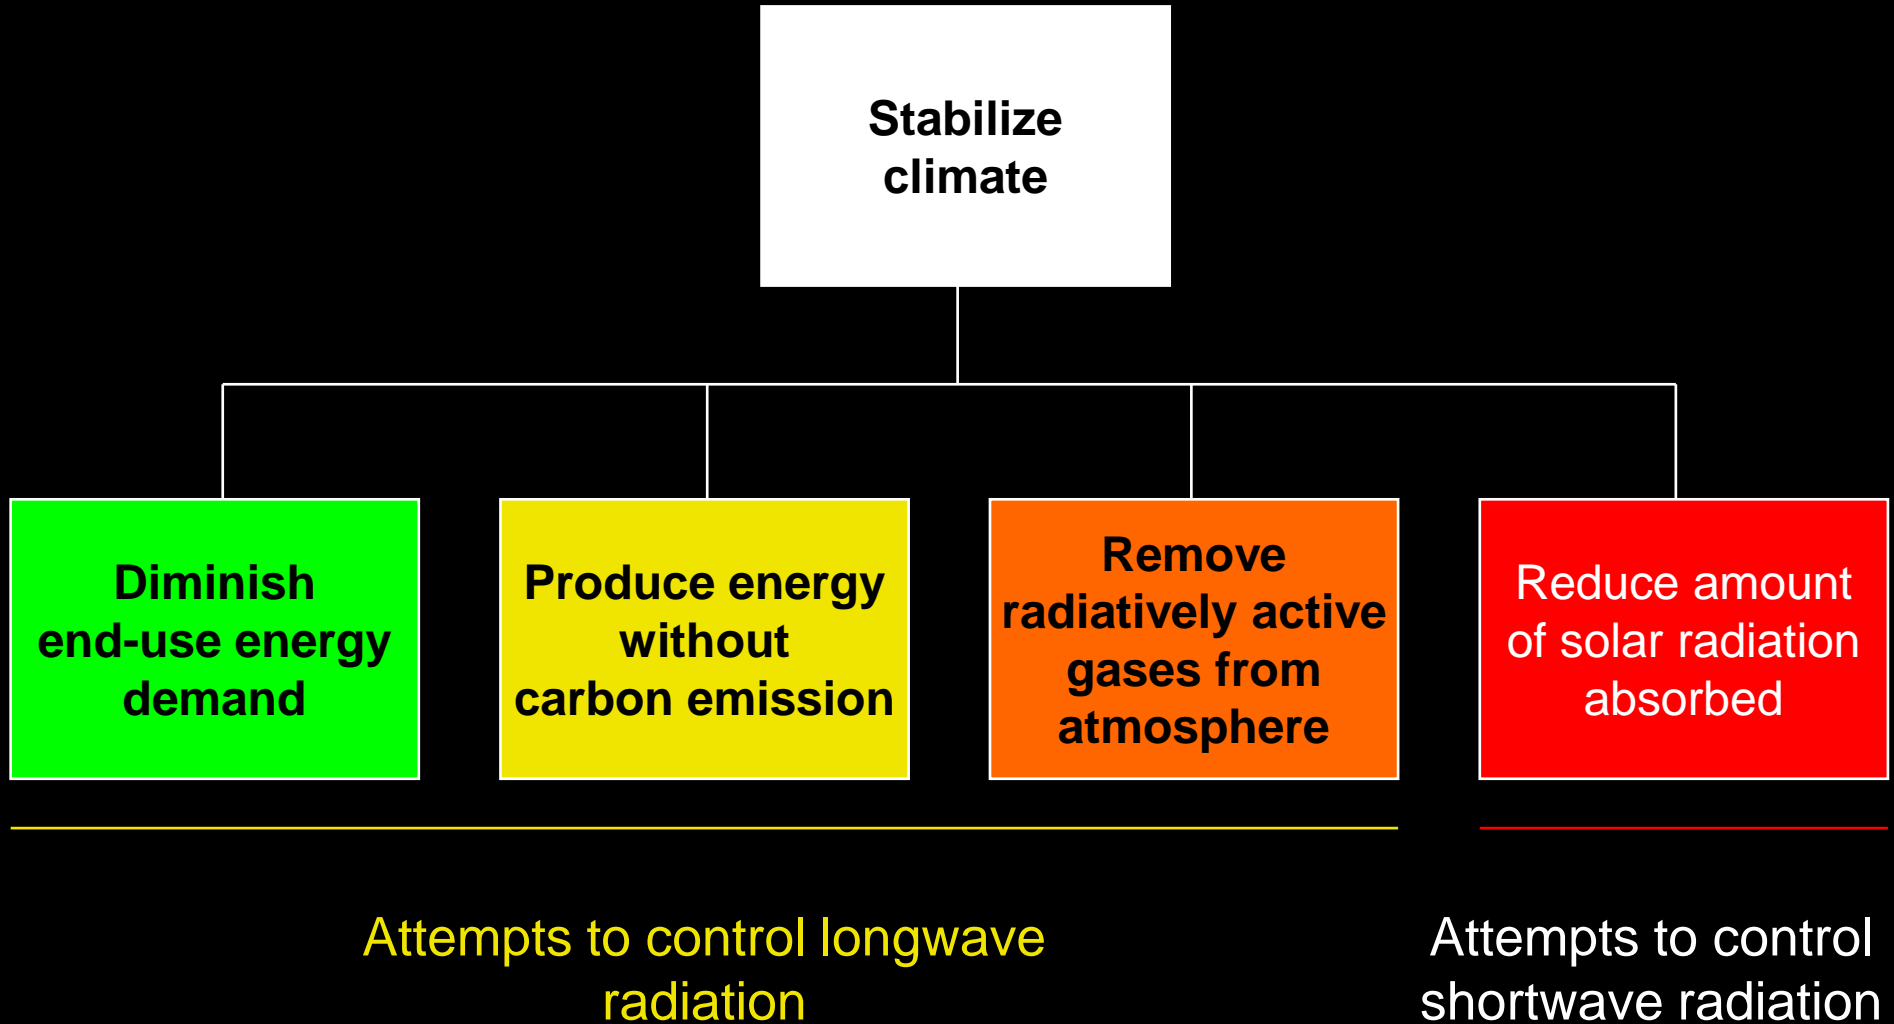 Stabilize
climate
Diminish
end-use energy
demand
Produce energy
without
carbon emission
Remove
radiatively active
gases from
atmosphere
Reduce amount
of solar radiation
absorbed
Attempts to control longwave
radiation
Attempts to control
shortwave radiation